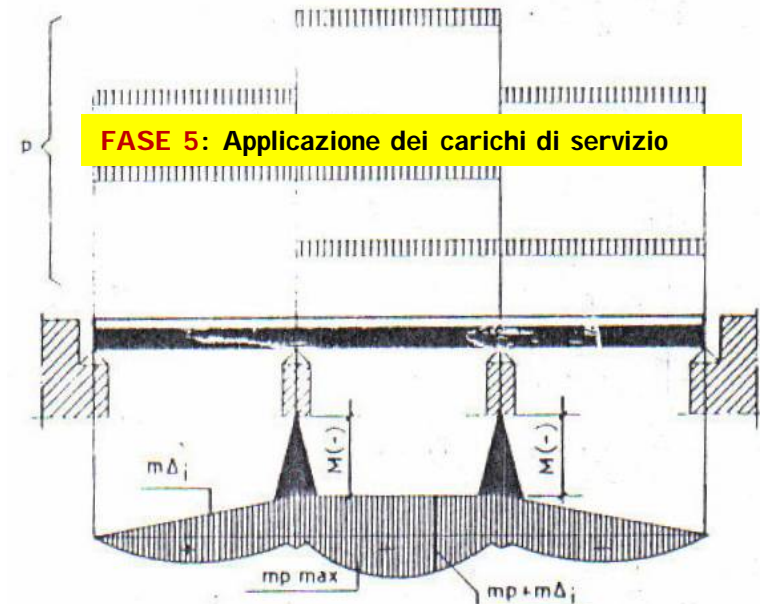 p
FASE 5: Applicazione dei carichi di servizio
M(-)
M(-)
mΔi
mp max
mp+mΔi